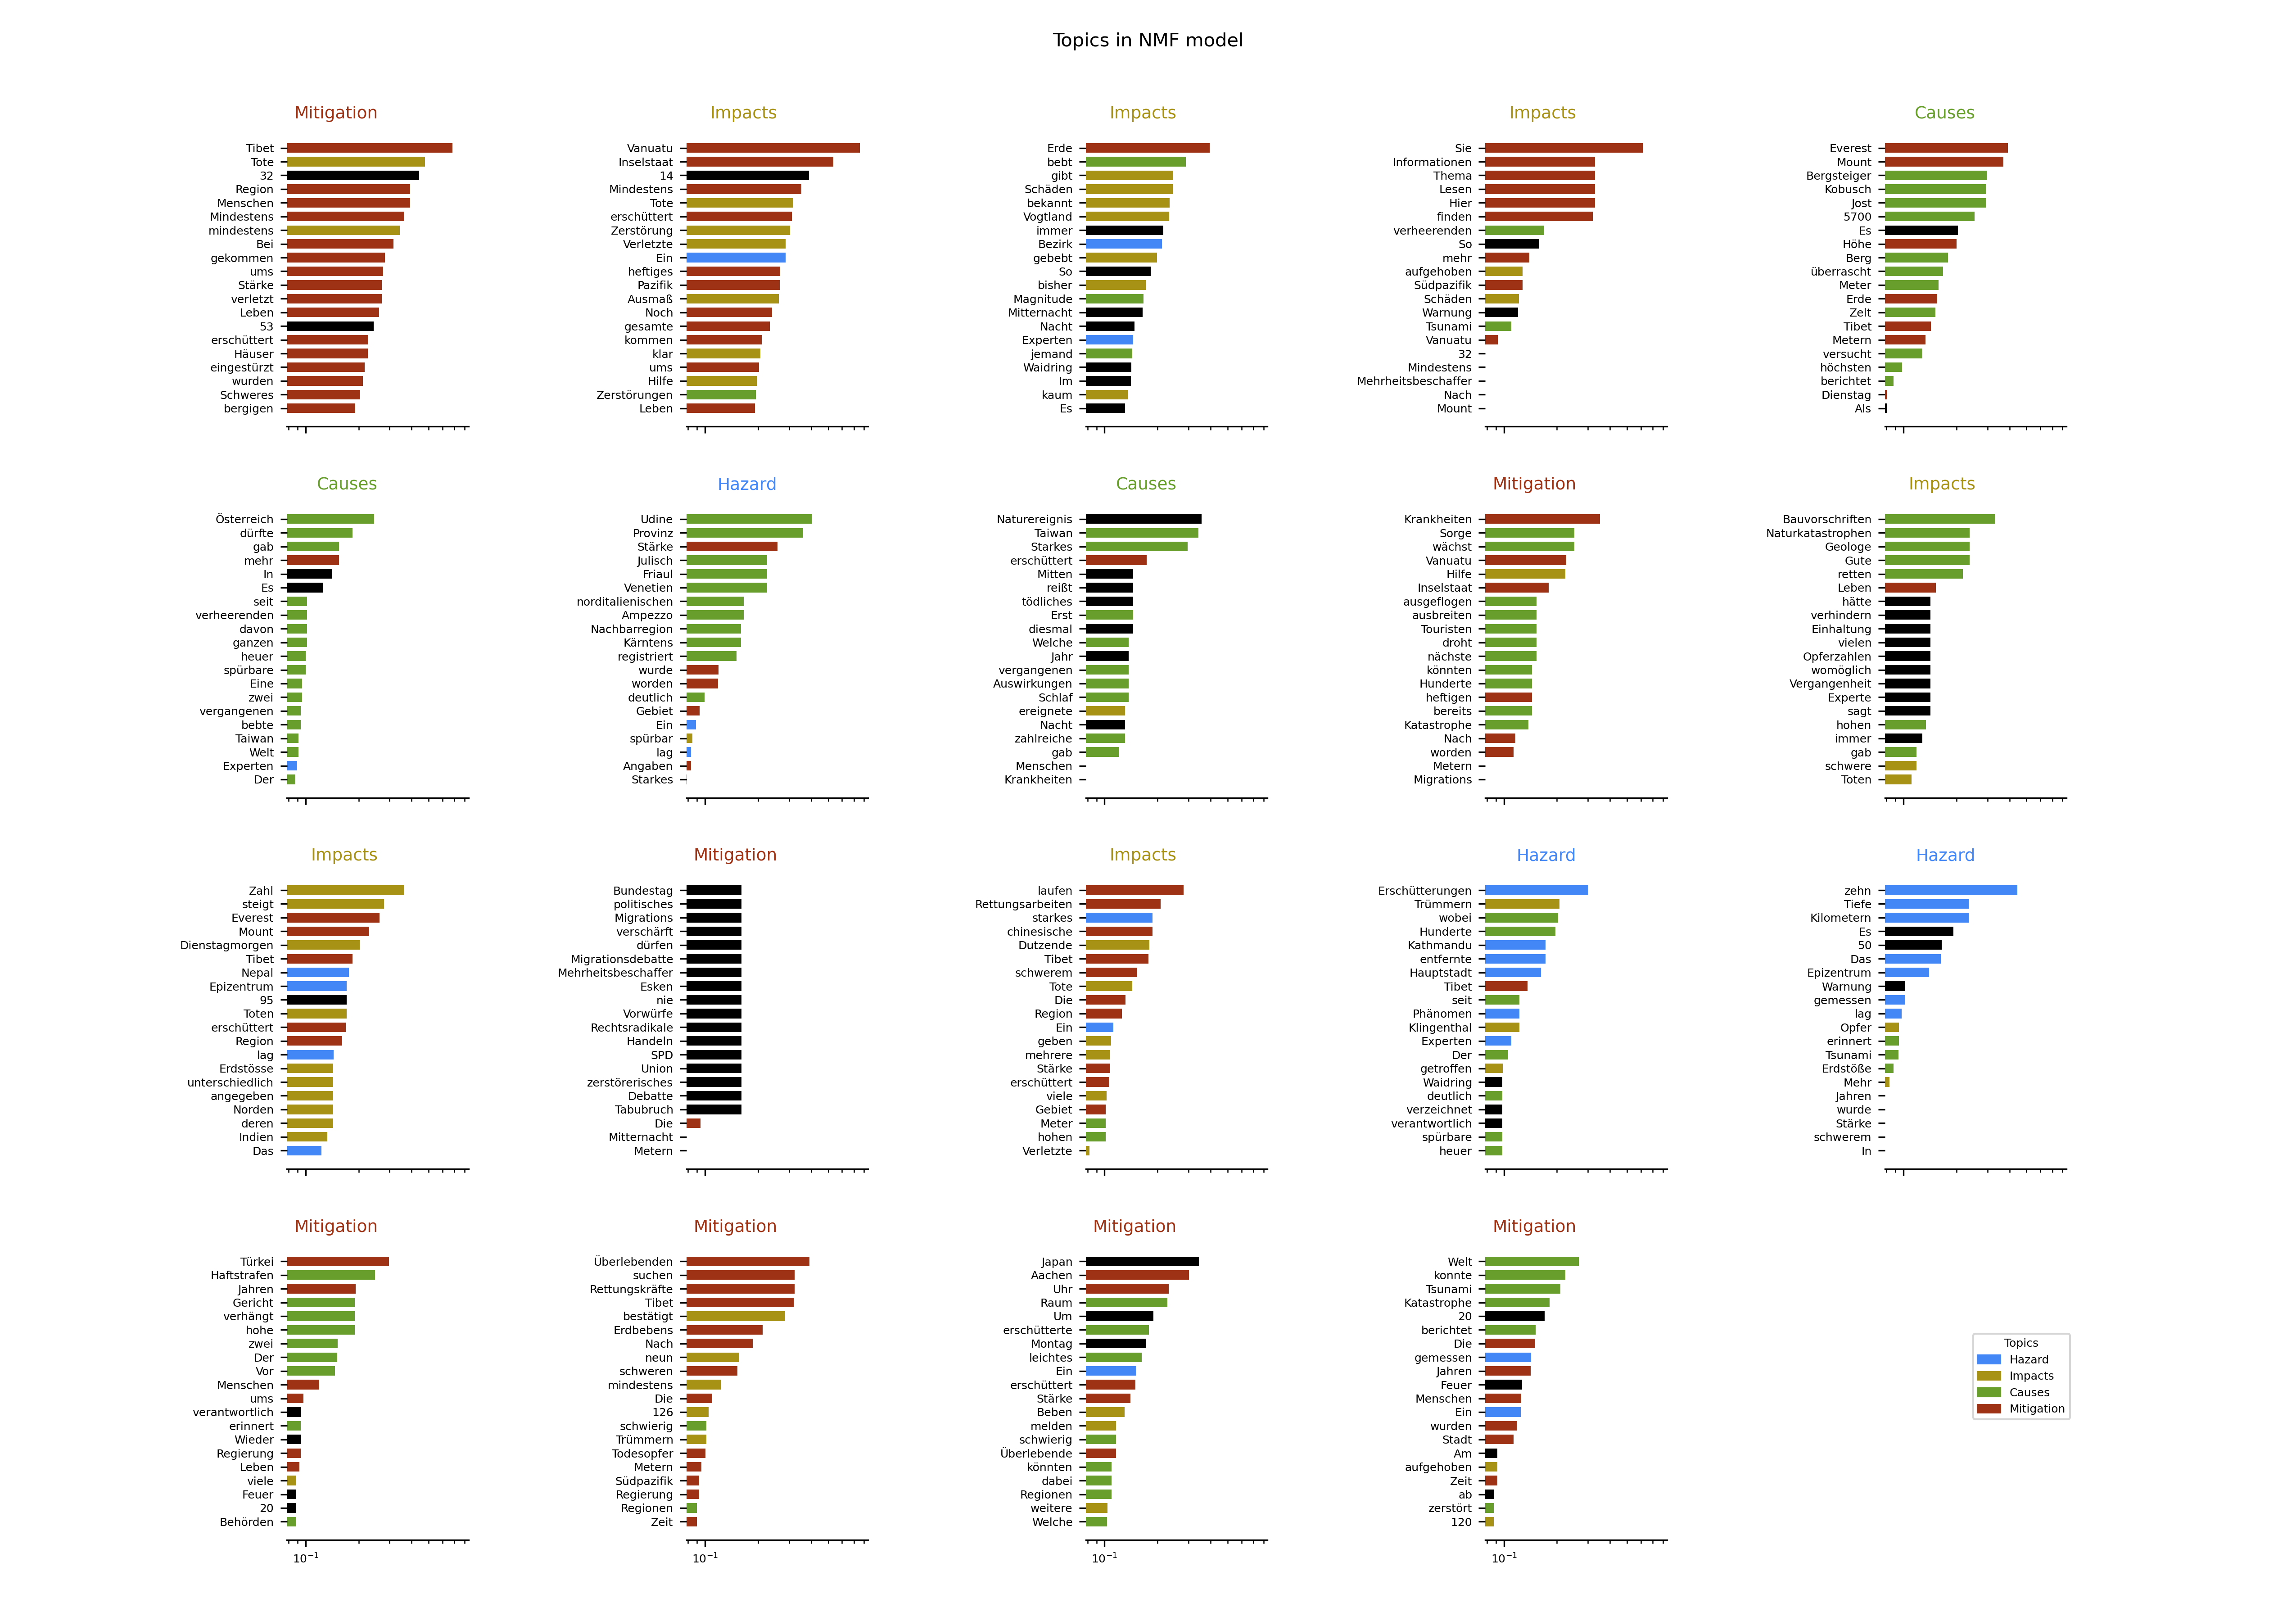 Topics in NMF model
Mitigation
Tibet
Tote
32
Region
Menschen
Mindestens
mindestens
Bei
gekommen
ums
Stärke
verletzt
Leben
53
erschüttert
Häuser
eingestürzt
wurden
Schweres
bergigen
Impacts
Vanuatu
Inselstaat
14
Mindestens
Tote
erschüttert
Zerstörung
Verletzte
Ein
heftiges
Pazifik
Ausmaß
Noch
gesamte
kommen
klar
ums
Hilfe
Zerstörungen
Leben
Impacts
Erde
bebt
gibt
Schäden
bekannt
Vogtland
immer
Bezirk
gebebt
So
bisher
Magnitude
Mitternacht
Nacht
Experten
jemand
Waidring
Im
kaum
Es
Impacts
Sie
Informationen
Thema
Lesen
Hier
finden
verheerenden
So
mehr
aufgehoben
Südpazifik
Schäden
Warnung
Tsunami
Vanuatu
32
Mindestens
Mehrheitsbeschaffer
Nach
Mount
Causes
Everest
Mount
Bergsteiger
Kobusch
Jost
5700
Es
Höhe
Berg
überrascht
Meter
Erde
Zelt
Tibet
Metern
versucht
höchsten
berichtet
Dienstag
Als
Causes
Österreich
dürfte
gab
mehr
In
Es
seit
verheerenden
davon
ganzen
heuer
spürbare
Eine
zwei
vergangenen
bebte
Taiwan
Welt
Experten
Der
Hazard
Udine
Provinz
Stärke
Julisch
Friaul
Venetien
norditalienischen
Ampezzo
Nachbarregion
Kärntens
registriert
wurde
worden
deutlich
Gebiet
Ein
spürbar
lag
Angaben
Starkes
Causes
Naturereignis
Taiwan
Starkes
erschüttert
Mitten
reißt
tödliches
Erst
diesmal
Welche
Jahr
vergangenen
Auswirkungen
Schlaf
ereignete
Nacht
zahlreiche
gab
Menschen
Krankheiten
Mitigation
Krankheiten
Sorge
wächst
Vanuatu
Hilfe
Inselstaat
ausgeflogen
ausbreiten
Touristen
droht
nächste
könnten
Hunderte
heftigen
bereits
Katastrophe
Nach
worden
Metern
Migrations
Impacts
Bauvorschriften
Naturkatastrophen
Geologe
Gute
retten
Leben
hätte
verhindern
Einhaltung
vielen
Opferzahlen
womöglich
Vergangenheit
Experte
sagt
hohen
immer
gab
schwere
Toten
Impacts
Zahl
steigt
Everest
Mount
Dienstagmorgen
Tibet
Nepal
Epizentrum
95
Toten
erschüttert
Region
lag
Erdstösse
unterschiedlich
angegeben
Norden
deren
Indien
Das
Mitigation
Bundestag
politisches
Migrations
verschärft
dürfen
Migrationsdebatte
Mehrheitsbeschaffer
Esken
nie
Vorwürfe
Rechtsradikale
Handeln
SPD
Union
zerstörerisches
Debatte
Tabubruch
Die
Mitternacht
Metern
Impacts
laufen
Rettungsarbeiten
starkes
chinesische
Dutzende
Tibet
schwerem
Tote
Die
Region
Ein
geben
mehrere
Stärke
erschüttert
viele
Gebiet
Meter
hohen
Verletzte
Hazard
Erschütterungen
Trümmern
wobei
Hunderte
Kathmandu
entfernte
Hauptstadt
Tibet
seit
Phänomen
Klingenthal
Experten
Der
getroffen
Waidring
deutlich
verzeichnet
verantwortlich
spürbare
heuer
Hazard
zehn
Tiefe
Kilometern
Es
50
Das
Epizentrum
Warnung
gemessen
lag
Opfer
erinnert
Tsunami
Erdstöße
Mehr
Jahren
wurde
Stärke
schwerem
In
Mitigation
Türkei
Haftstrafen
Jahren
Gericht
verhängt
hohe
zwei
Der
Vor
Menschen
ums
verantwortlich
erinnert
Wieder
Regierung
Leben
viele
Feuer
20
Behörden
10⁻¹
Mitigation
Überlebenden
suchen
Rettungskräfte
Tibet
bestätigt
Erdbebens
Nach
neun
schweren
mindestens
Die
126
schwierig
Trümmern
Todesopfer
Metern
Südpazifik
Regierung
Regionen
Zeit
10⁻¹
Mitigation
Japan
Aachen
Uhr
Raum
Um
erschütterte
Montag
leichtes
Ein
erschüttert
Stärke
Beben
melden
schwierig
Überlebende
könnten
dabei
Regionen
weitere
Welche
10⁻¹
Mitigation
Welt
konnte
Tsunami
Katastrophe
20
berichtet
Die
gemessen
Jahren
Feuer
Menschen
Ein
wurden
Stadt
Am
aufgehoben
Zeit
ab
zerstört
120
10⁻¹
Topics
Hazard
Impacts
Causes
Mitigation